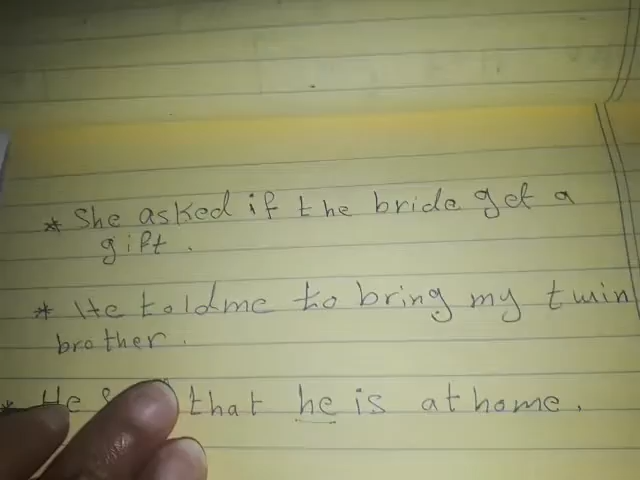 * She asked if the bride get a
gift.
* He told me to bring my twin
brother.
* He that he is at home.